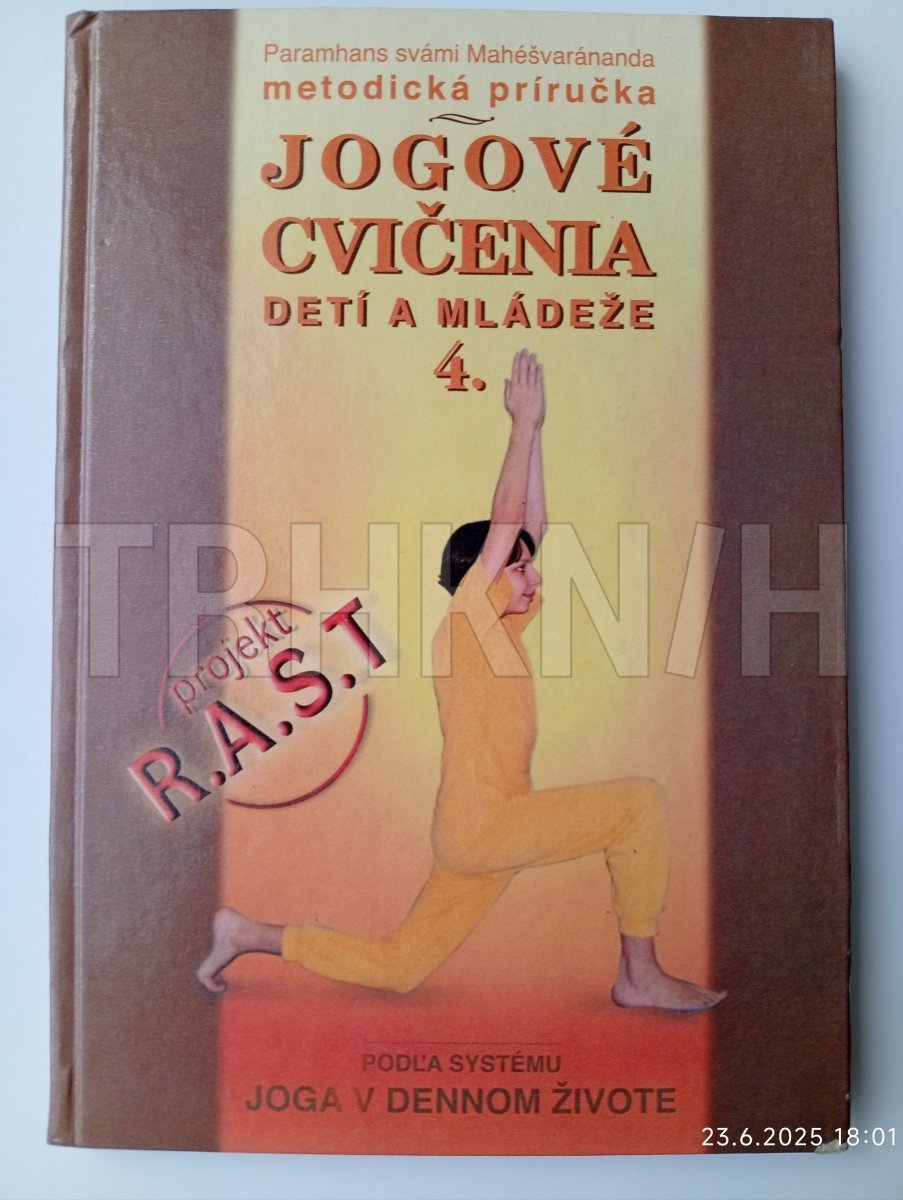 Paramhans svámi Mahéšvaránanda
metodická príručka
JOGOVÉ
CVIČENIA
DETÍ A MLÁDEŽE
4.
TRHKN/H
projekt
R.A.S.T
PODĽA SYSTÉMU
JOGA V DENNOM ŽIVOTE
23.6.2025 18:01